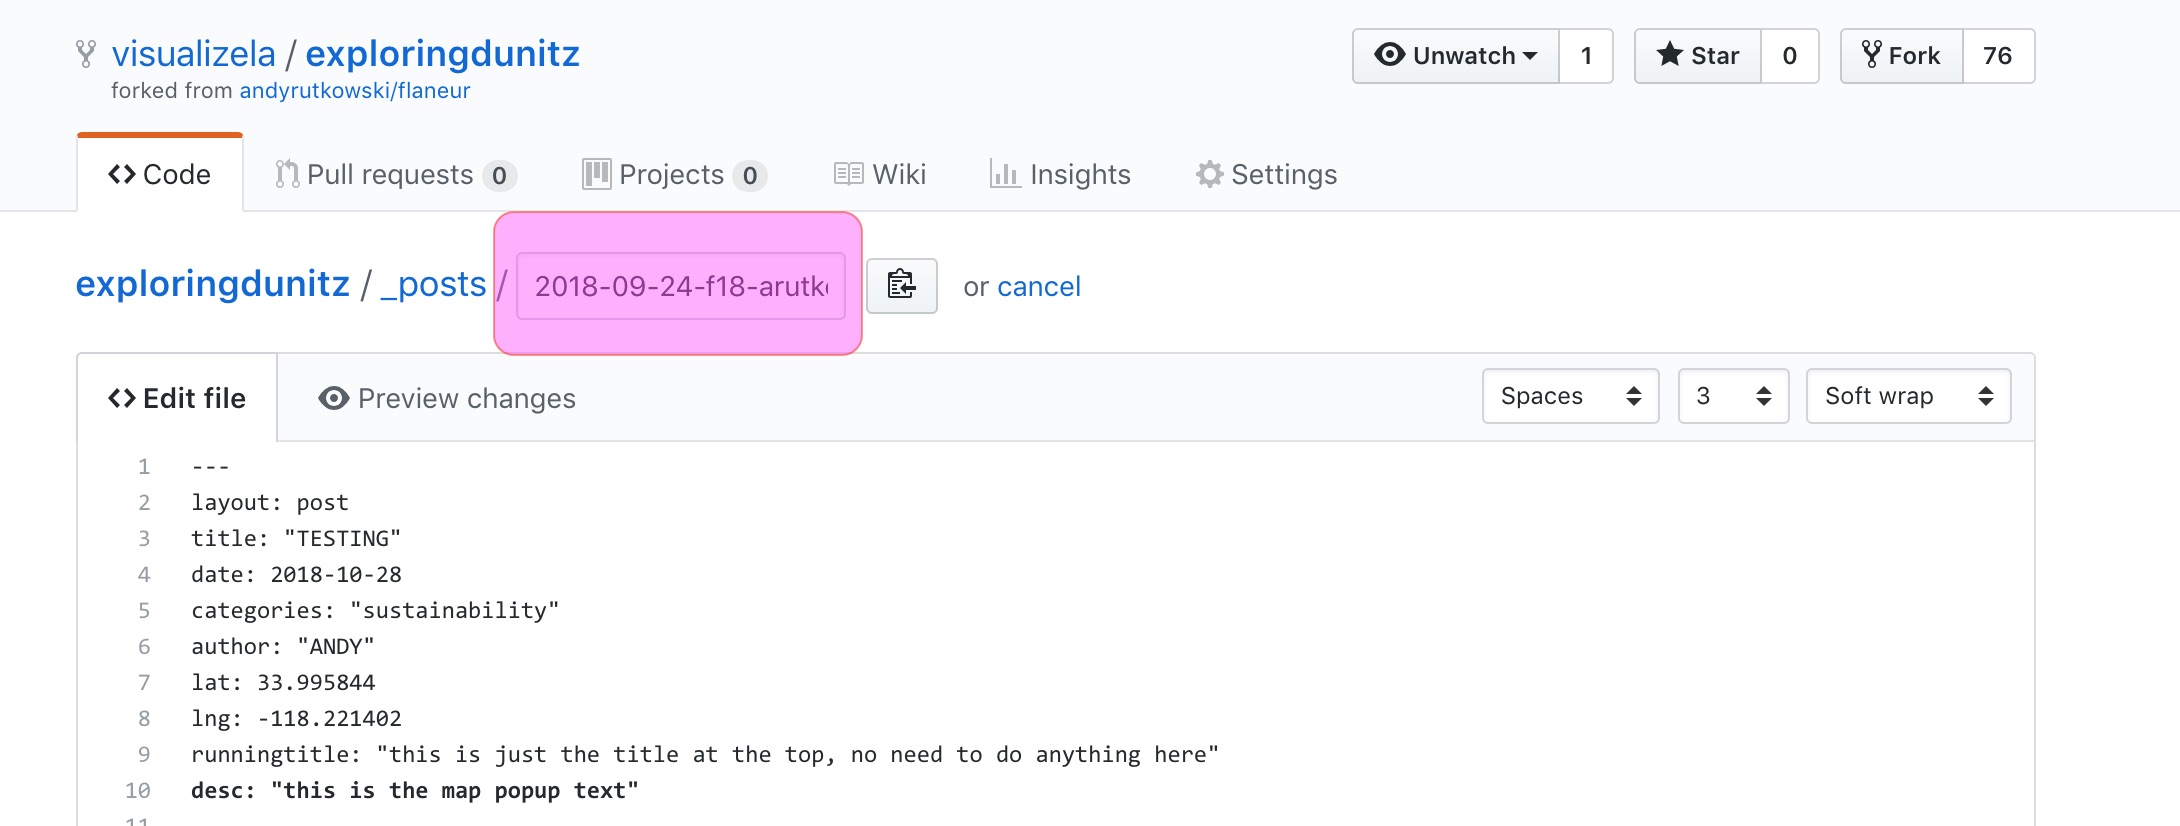 visualizela / exploringdunitz
forked from andyrutkowski/flaneur
Unwatch 1
Star 0
Fork 76
Code
Pull requests 0
Projects 0
Wiki
Insights
Settings
exploringdunitz / _posts / 2018-09-24-f18-arutk or cancel
Edit file
Preview changes
Spaces
3
Soft wrap
1 ---
2 layout: post
3 title: "TESTING"
4 date: 2018-10-28
5 categories: "sustainability"
6 author: "ANDY"
7 lat: 33.995844
8 lng: -118.221402
9 runningtitle: "this is just the title at the top, no need to do anything here"
10 desc: "this is the map popup text"
11